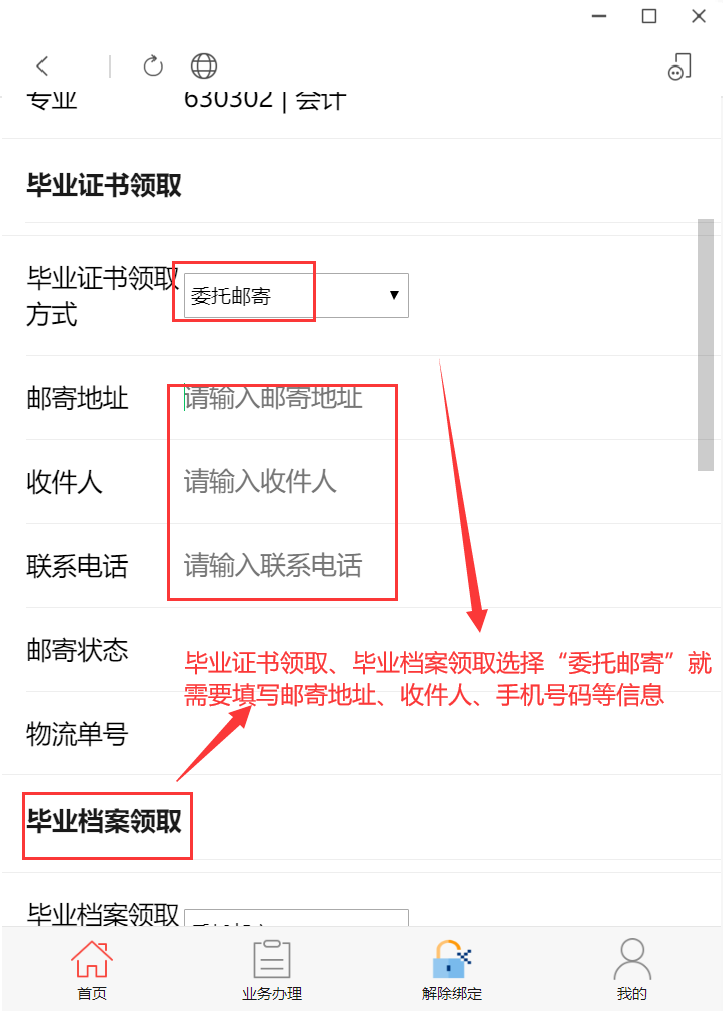 专业 630302 | 会计
毕业证书领取
毕业证书领取
方式
委托邮寄
邮寄地址 请输入邮寄地址
收件人 请输入收件人
联系电话 请输入联系电话
邮寄状态
毕业证书领取、毕业档案领取选择“委托邮寄”就
需要填写邮寄地址、收件人、手机号码等信息
物流单号
毕业档案领取
毕业档案领取
首页 业务办理 解除绑定 我的